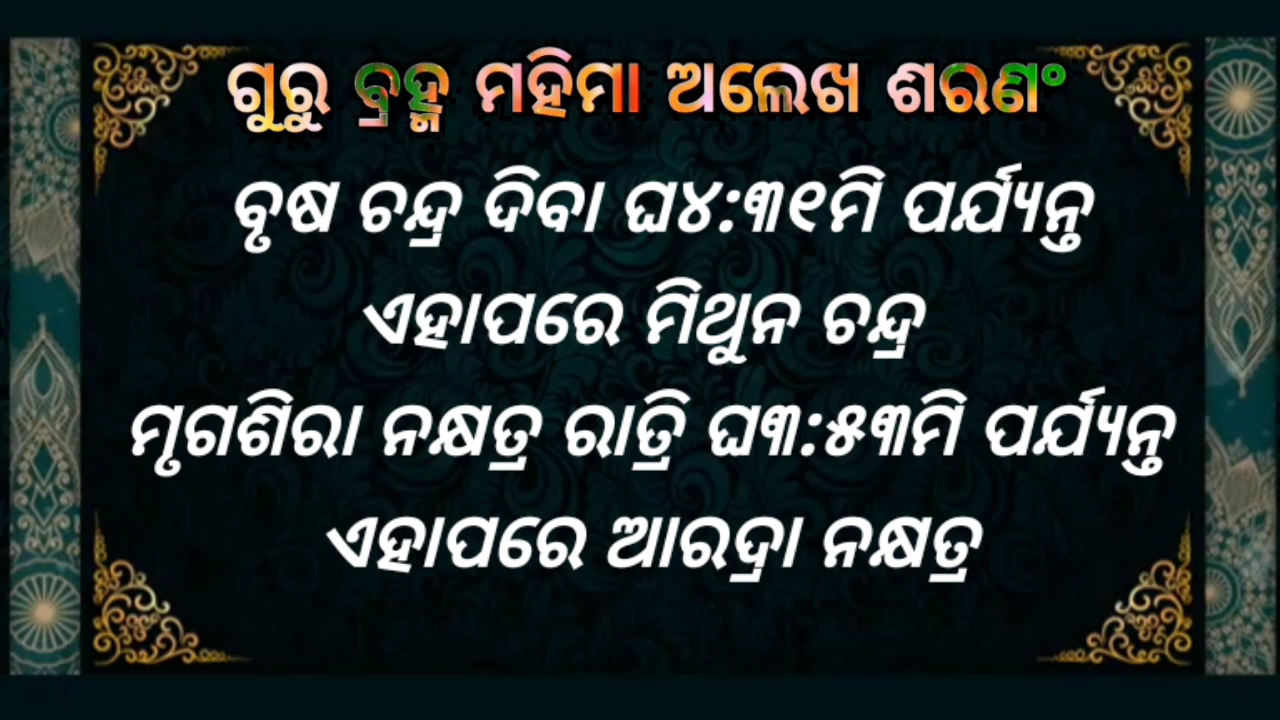 ଗୁରୁ ବ୍ରହ୍ମ ମହିମା ଅଲେଖ ଶରଣଂ
ବୃଷ ଚନ୍ଦ୍ର ଦିବା ଘ୪:୩୧ମି ପର୍ଯ୍ୟନ୍ତ
ଏହାପରେ ମିଥୁନ ଚନ୍ଦ୍ର
ମୃଗଶିରା ନକ୍ଷତ୍ର ରାତ୍ରି ଘ୩:୫୩ମି ପର୍ଯ୍ୟନ୍ତ
ଏହାପରେ ଆରଦ୍ରା ନକ୍ଷତ୍ର